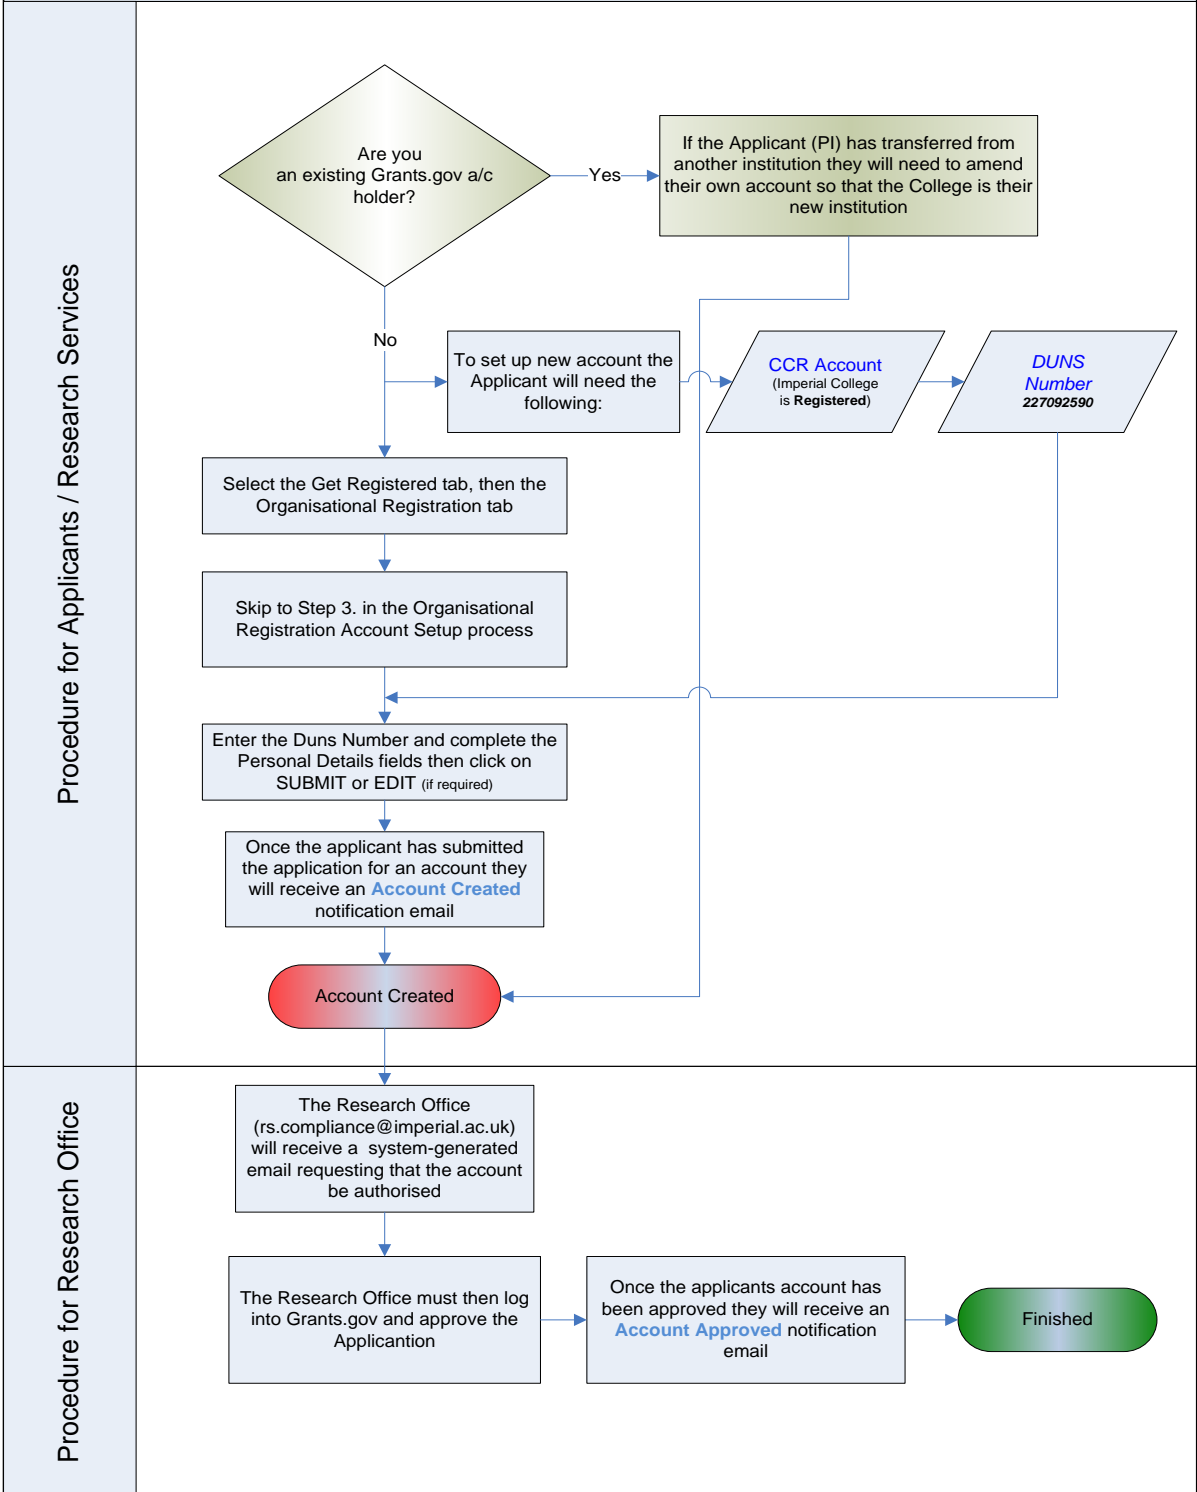 Procedure for Applicants / Research Services
Are you
an existing Grants.gov a/c
holder?
Yes
If the Applicant (PI) has transferred from
another institution they will need to amend
their own account so that the College is their
new institution
No
To set up new account the
Applicant will need the
following:
CCR Account
(Imperial College
is Registered)
DUNS
Number
227092590
Select the Get Registered tab, then the
Organisational Registration tab
Skip to Step 3. in the Organisational
Registration Account Setup process
Enter the Duns Number and complete the
Personal Details fields then click on
SUBMIT or EDIT (if required)
Once the applicant has submitted
the application for an account they
will receive an Account Created
notification email
Account Created
Procedure for Research Office
The Research Office
(rs.compliance@imperial.ac.uk)
will receive a system-generated
email requesting that the account
be authorised
The Research Office must then log
into Grants.gov and approve the
Applicantion
Once the applicants account has
been approved they will receive an
Account Approved notification
email
Finished